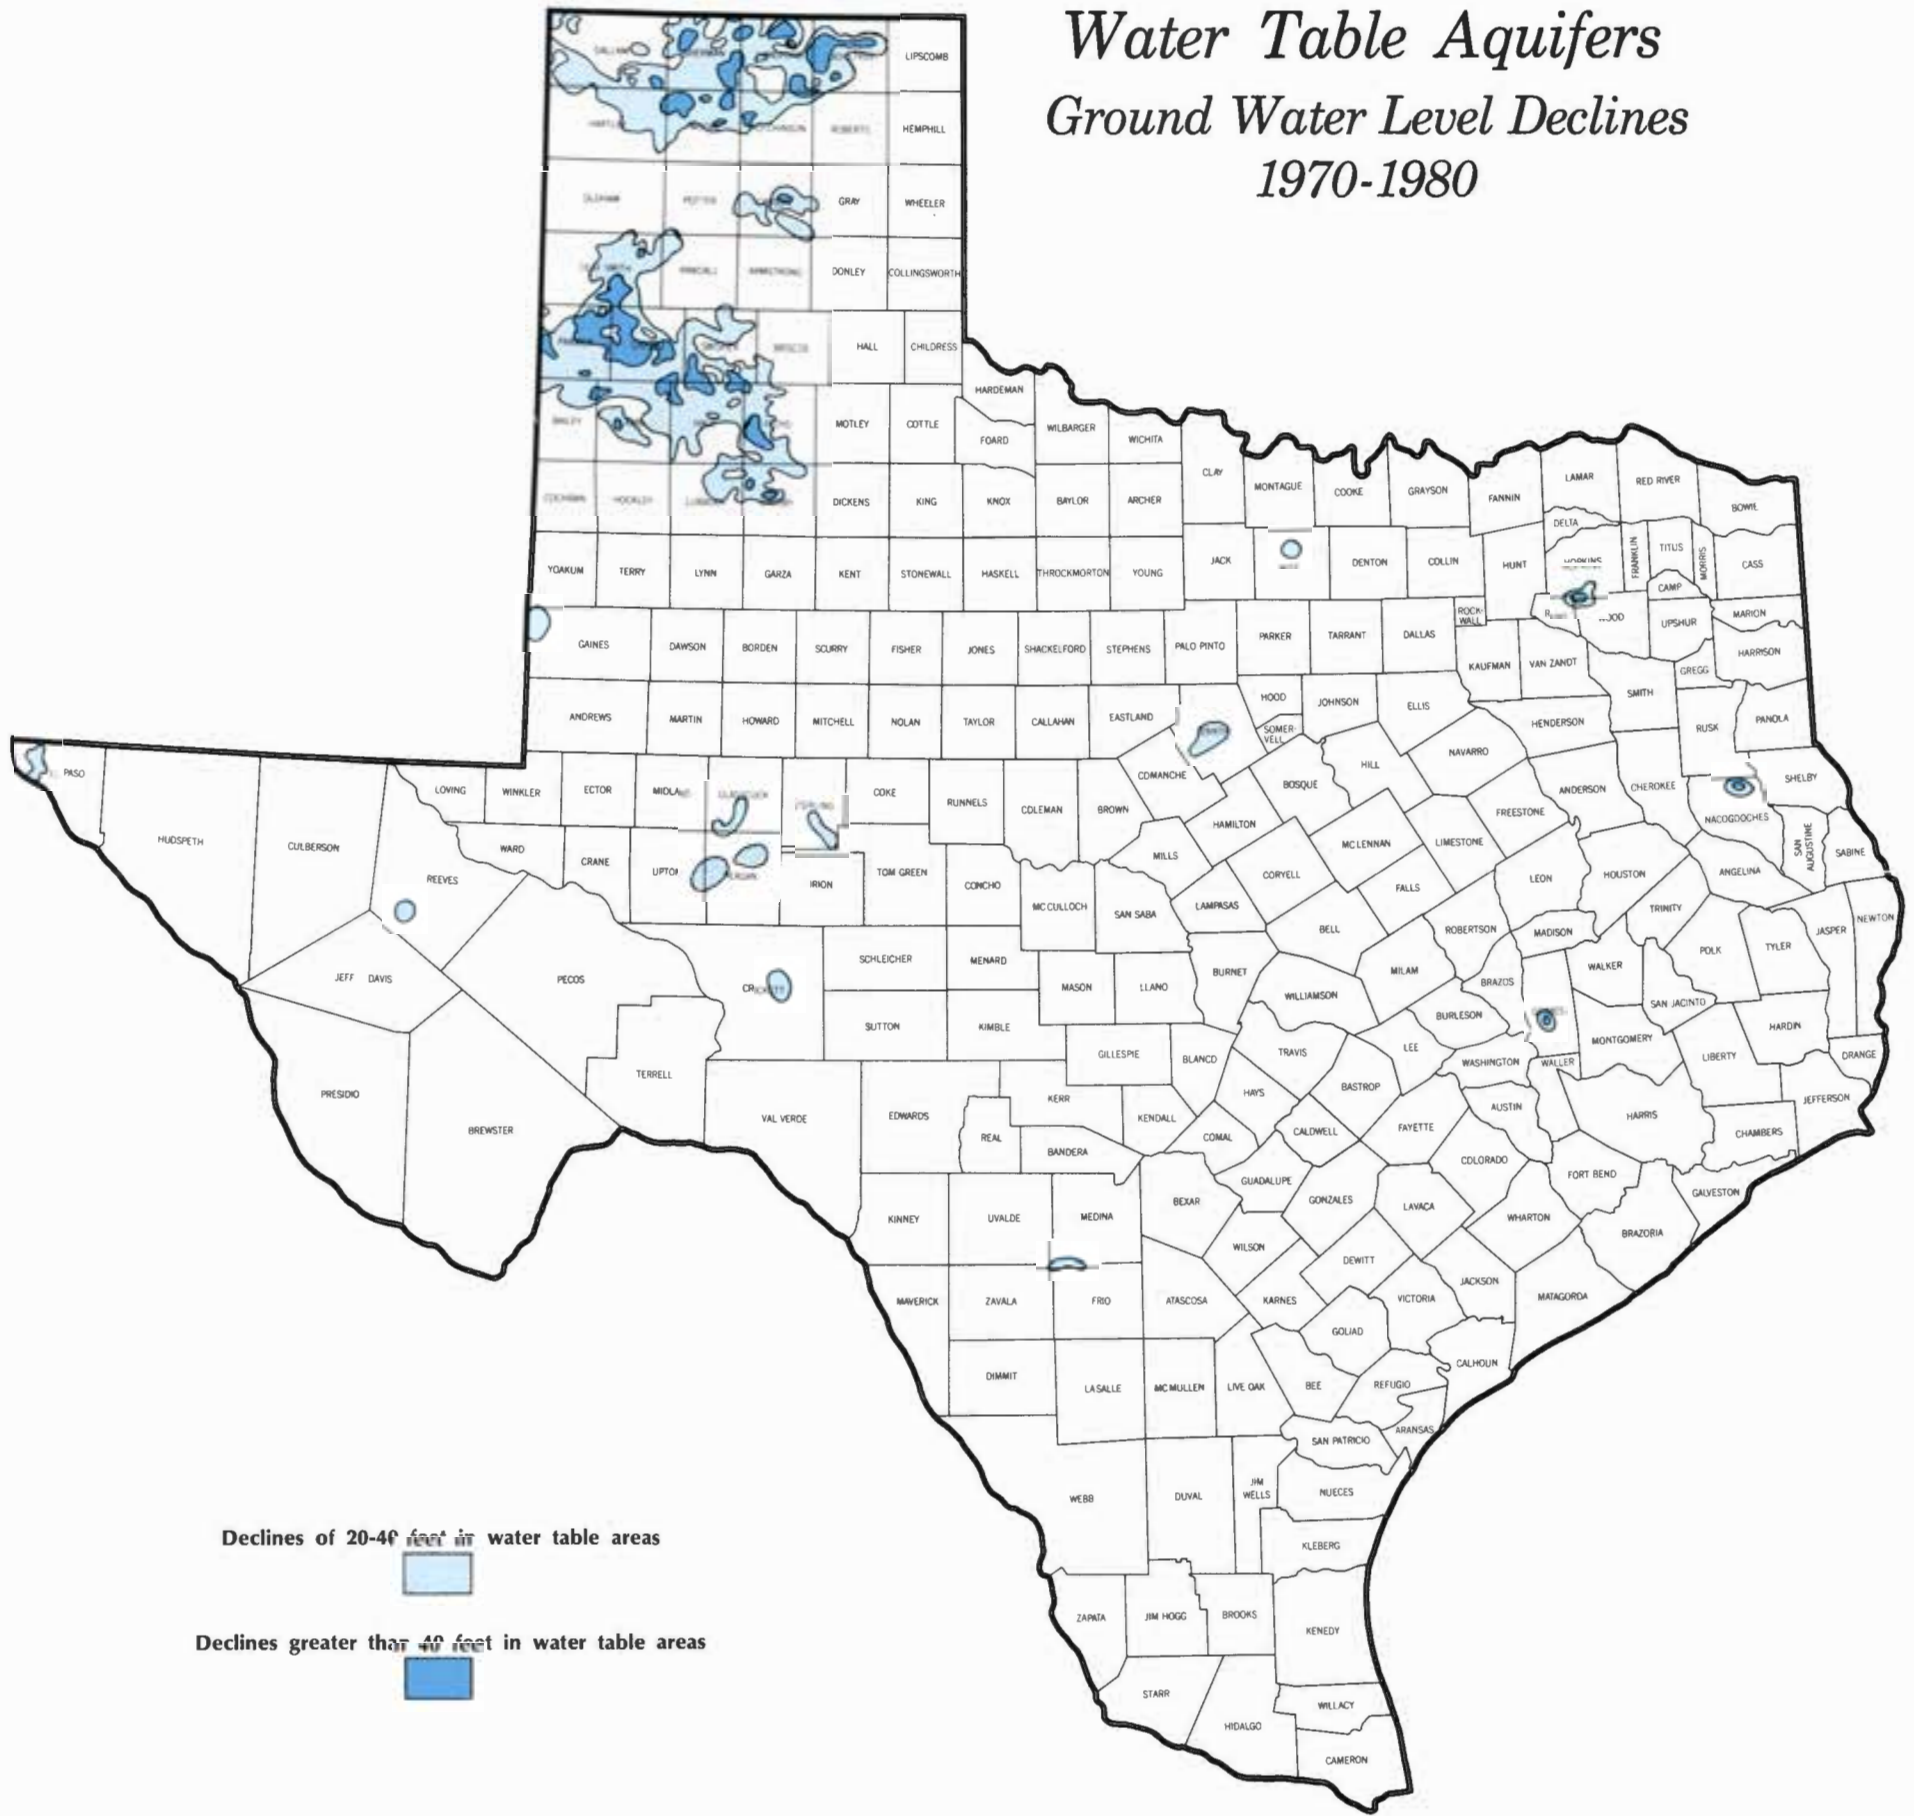 Water Table Aquifers
Ground Water Level Declines
1970-1980
LIPSCOMB
HEMPHILL
GRAY
WHEELER
DONLEY
COLLINGSWORTH
HALL
CHILDRESS
HARDEMAN
MOTLEY
COTTLE
FOARD
WILBARGER
WICHITA
CLAY
MONTAGUE
COOKE
GRAYSON
FANNIN
LAMAR
RED RIVER
BOWIE
DELTA
DICKENS
KING
KNOX
BAYLOR
ARCHER
YOAKUM
TERRY
LYNN
GARZA
KENT
STONEWALL
HASKELL
THROCKMORTON
YOUNG
JACK
DENTON
COLLIN
HUNT
HOPKINS
FRANKLIN
TITUS
MORRIS
CASS
CAMP
MARION
GAINES
DAWSON
BORDEN
SCURRY
FISHER
JONES
SHACKELFORD
STEPHENS
PALO PINTO
PARKER
TARRANT
DALLAS
ROCK-
WALL
KAUFMAN
VAN ZANDT
UPSHUR
HARRISON
GREGG
SMITH
ANDREWS
MARTIN
HOWARD
MITCHELL
NOLAN
TAYLOR
CALLAHAN
EASTLAND
HOOD
SOMER-
VELL
JOHNSON
ELLIS
HENDERSON
RUSK
PANOLA
NAVARRO
PASO
HUDSPETH
CULBERSON
REEVES
LOVING
WINKLER
ECTOR
COKE
RUNNELS
COLEMAN
BROWN
COMANCHE
BOSQUE
HILL
FREESTONE
ANDERSON
CHEROKEE
SHELBY
NACOGDOCHES
SAN
AUGUSTINE
SABINE
WARD
CRANE
IRION
TOM GREEN
CONCHO
MILLS
HAMILTON
MC LENNAN
LIMESTONE
LEON
HOUSTON
ANGELINA
CORYELL
FALLS
MC CULLOCH
SAN SABA
LAMPASAS
BELL
ROBERTSON
MADISON
TRINITY
POLK
TYLER
JASPER
NEWTON
JEFF DAVIS
PECOS
SCHLEICHER
MENARD
MASON
LLANO
BURNET
WILLIAMSON
MILAM
BRAZOS
WALKER
SAN JACINTO
SUTTON
KIMBLE
GILLESPIE
BLANCO
TRAVIS
LEE
BURLESON
WASHINGTON
WALLER
MONTGOMERY
LIBERTY
HARDIN
ORANGE
PRESIDIO
BREWSTER
TERRELL
VAL VERDE
EDWARDS
KERR
REAL
BANDERA
KENDALL
HAYS
COMAL
CALDWELL
BASTROP
FAYETTE
AUSTIN
HARRIS
CHAMBERS
JEFFERSON
COLORADO
FORT BEND
GALVESTON
KINNEY
UVALDE
MEDINA
BEXAR
GUADALUPE
GONZALES
LAVACA
WHARTON
BRAZORIA
WILSON
DEWITT
JACKSON
MATAGORDA
MAVERICK
ZAVALA
FRIO
ATASCOSA
KARNES
VICTORIA
GOLIAD
CALHOUN
DIMMIT
LA SALLE
MC MULLEN
LIVE OAK
BEE
REFUGIO
ARANSAS
SAN PATRICIO
WEBB
DUVAL
JIM
WELLS
NUECES
KLEBERG
ZAPATA
JIM HOGG
BROOKS
KENEDY
STARR
HIDALGO
WILLACY
CAMERON
Declines of 20-40 feet in water table areas
Declines greater than 40 feet in water table areas